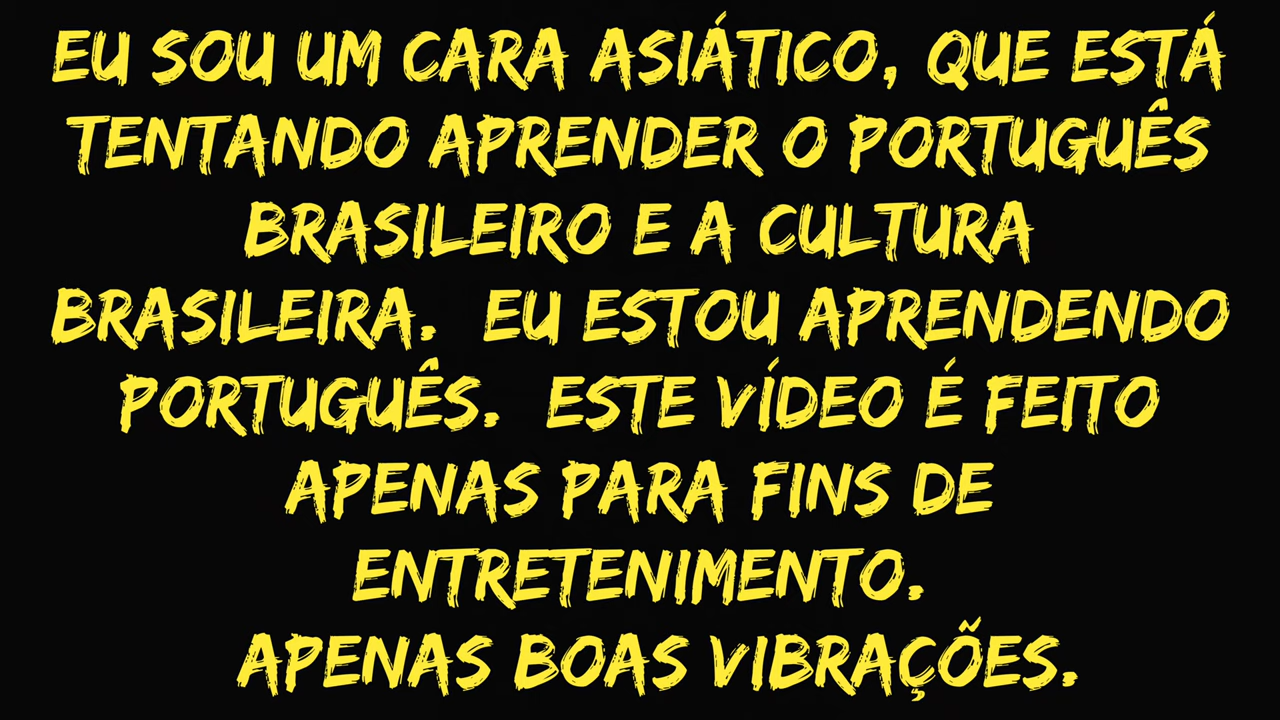 EU SOU UM CARA ASIÁTICO, QUE ESTÁ
TENTANDO APRENDER O PORTUGUÊS
BRASILEIRO E A CULTURA
BRASILEIRA. EU ESTOU APRENDENDO
PORTUGUÊS. ESTE VÍDEO É FEITO
APENAS PARA FINS DE
ENTRETENIMENTO.
APENAS BOAS VIBRAÇÕES.